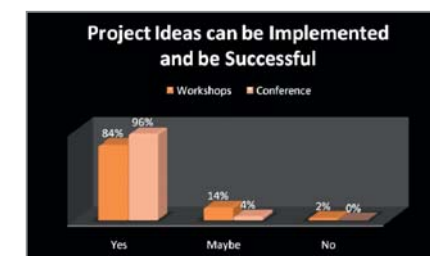 Project Ideas can be Implemented
and be Successful
Workshops Conference
84% 96%
14% 4%
2% 0%
Yes Maybe No